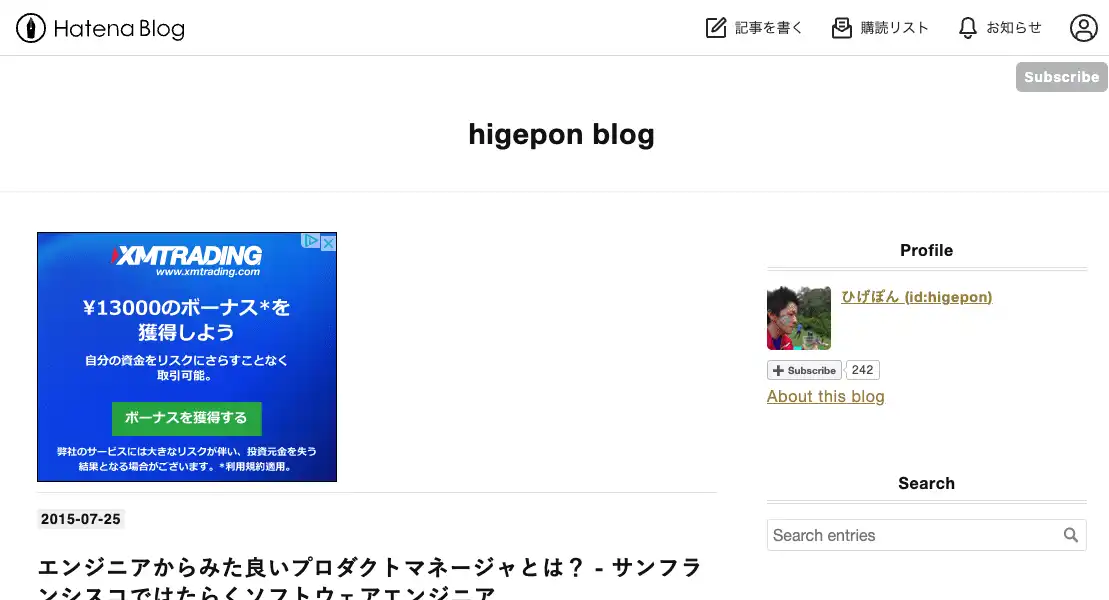 Hatena Blog
記事を書く
購読リスト
お知らせ
Subscribe
higepon blog
XMTRADING
www.xmtrading.com
¥13000のボーナス*を
獲得しよう
自分の資金をリスクにさらすことなく
取引可能。
ボーナスを獲得する
弊社のサービスには大きなリスクが伴い、投資元金を失う
結果となる場合がございます。*利用規約適用。
2015-07-25
エンジニアからみた良いプロダクトマネージャとは？ - サンフラ
ンシスコではたらくソフトウェアエンジニア
Profile
ひげぽん (id:higepon)
Subscribe 242
About this blog
Search
Search entries